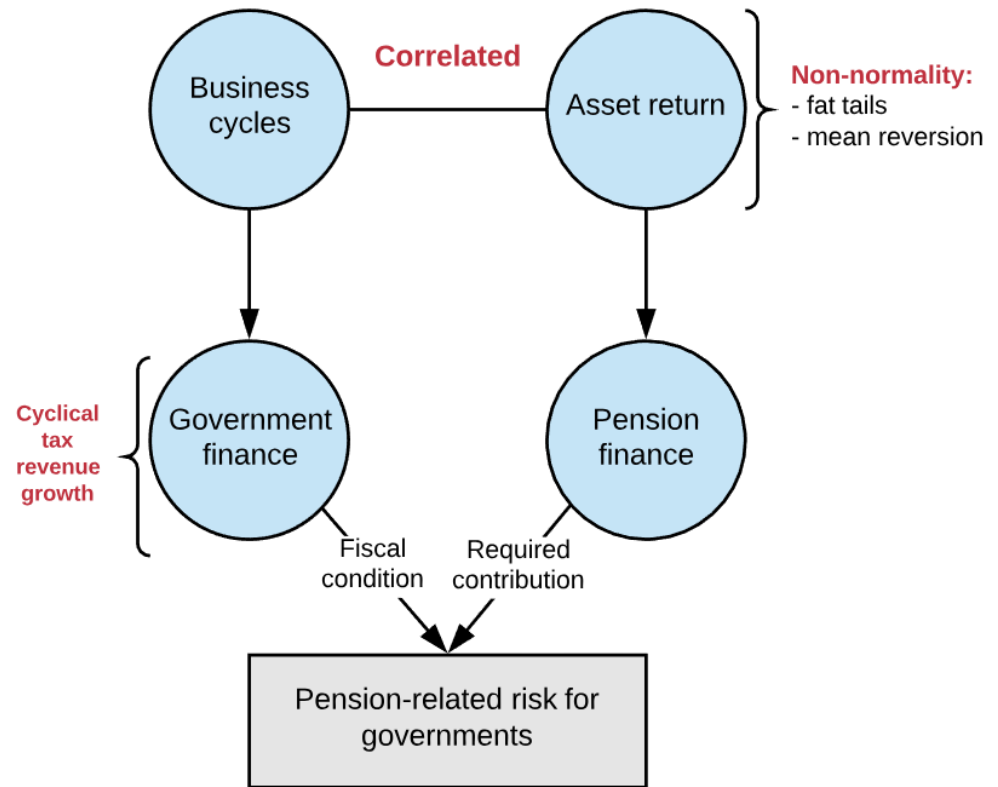 Business
cycles
Correlated
Asset return
Non-normality:
- fat tails
- mean reversion
Cyclical
tax
revenue
growth
Government
finance
Pension
finance
Fiscal
condition
Required
contribution
Pension-related risk for
governments